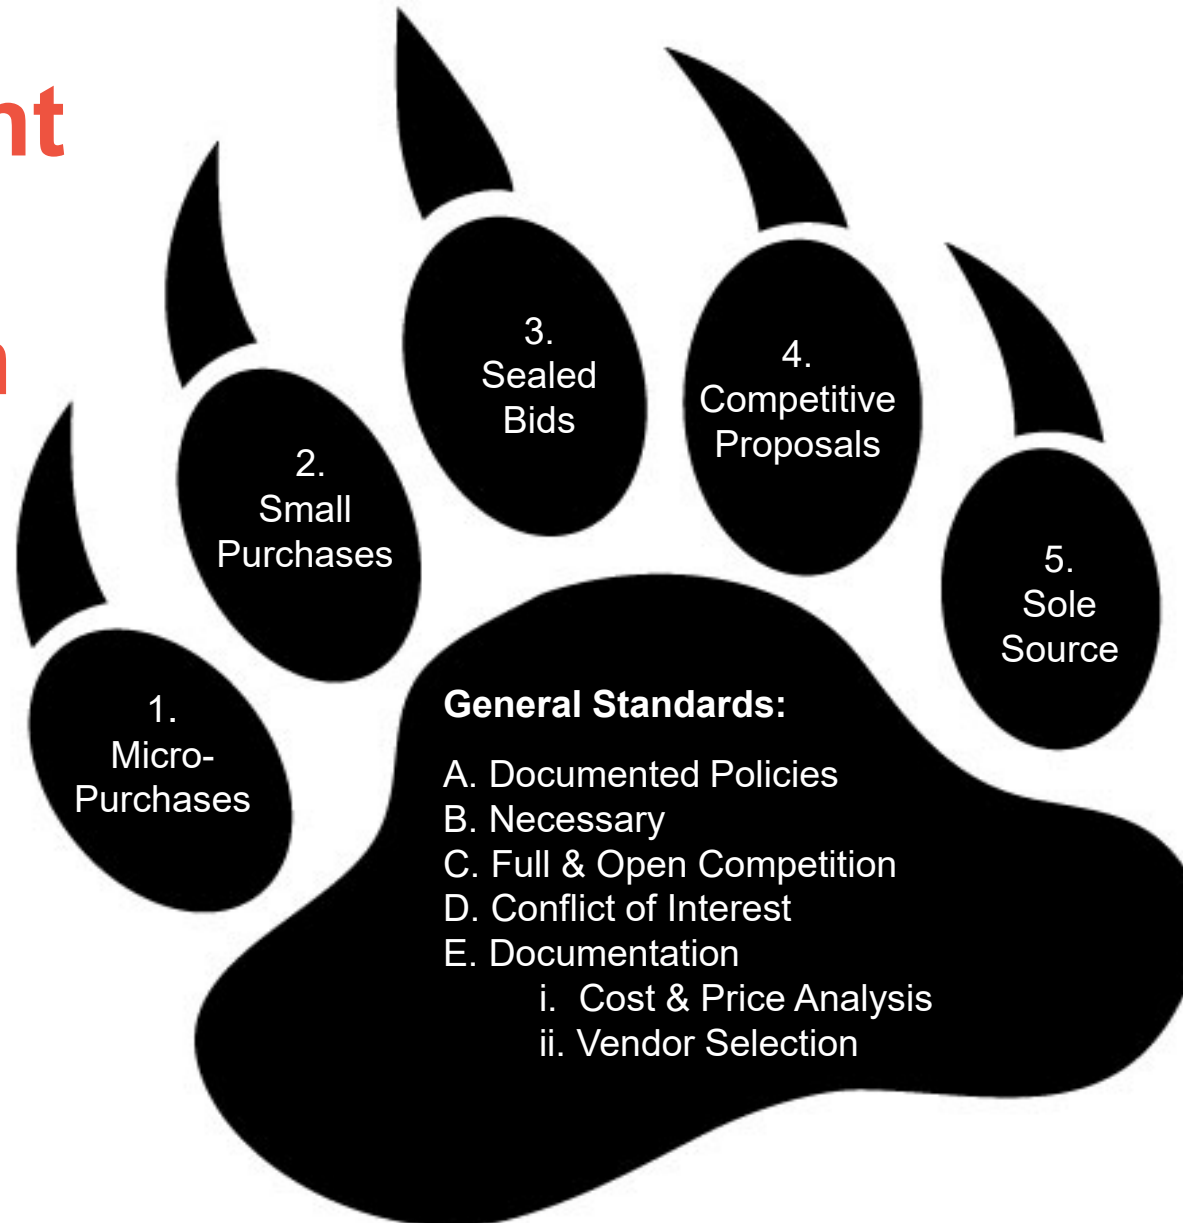 nt
1.
Micro-
Purchases
2.
Small
Purchases
3.
Sealed
Bids
4.
Competitive
Proposals
5.
Sole
Source
General Standards:
A. Documented Policies
B. Necessary
C. Full & Open Competition
D. Conflict of Interest
E. Documentation
i. Cost & Price Analysis
ii. Vendor Selection